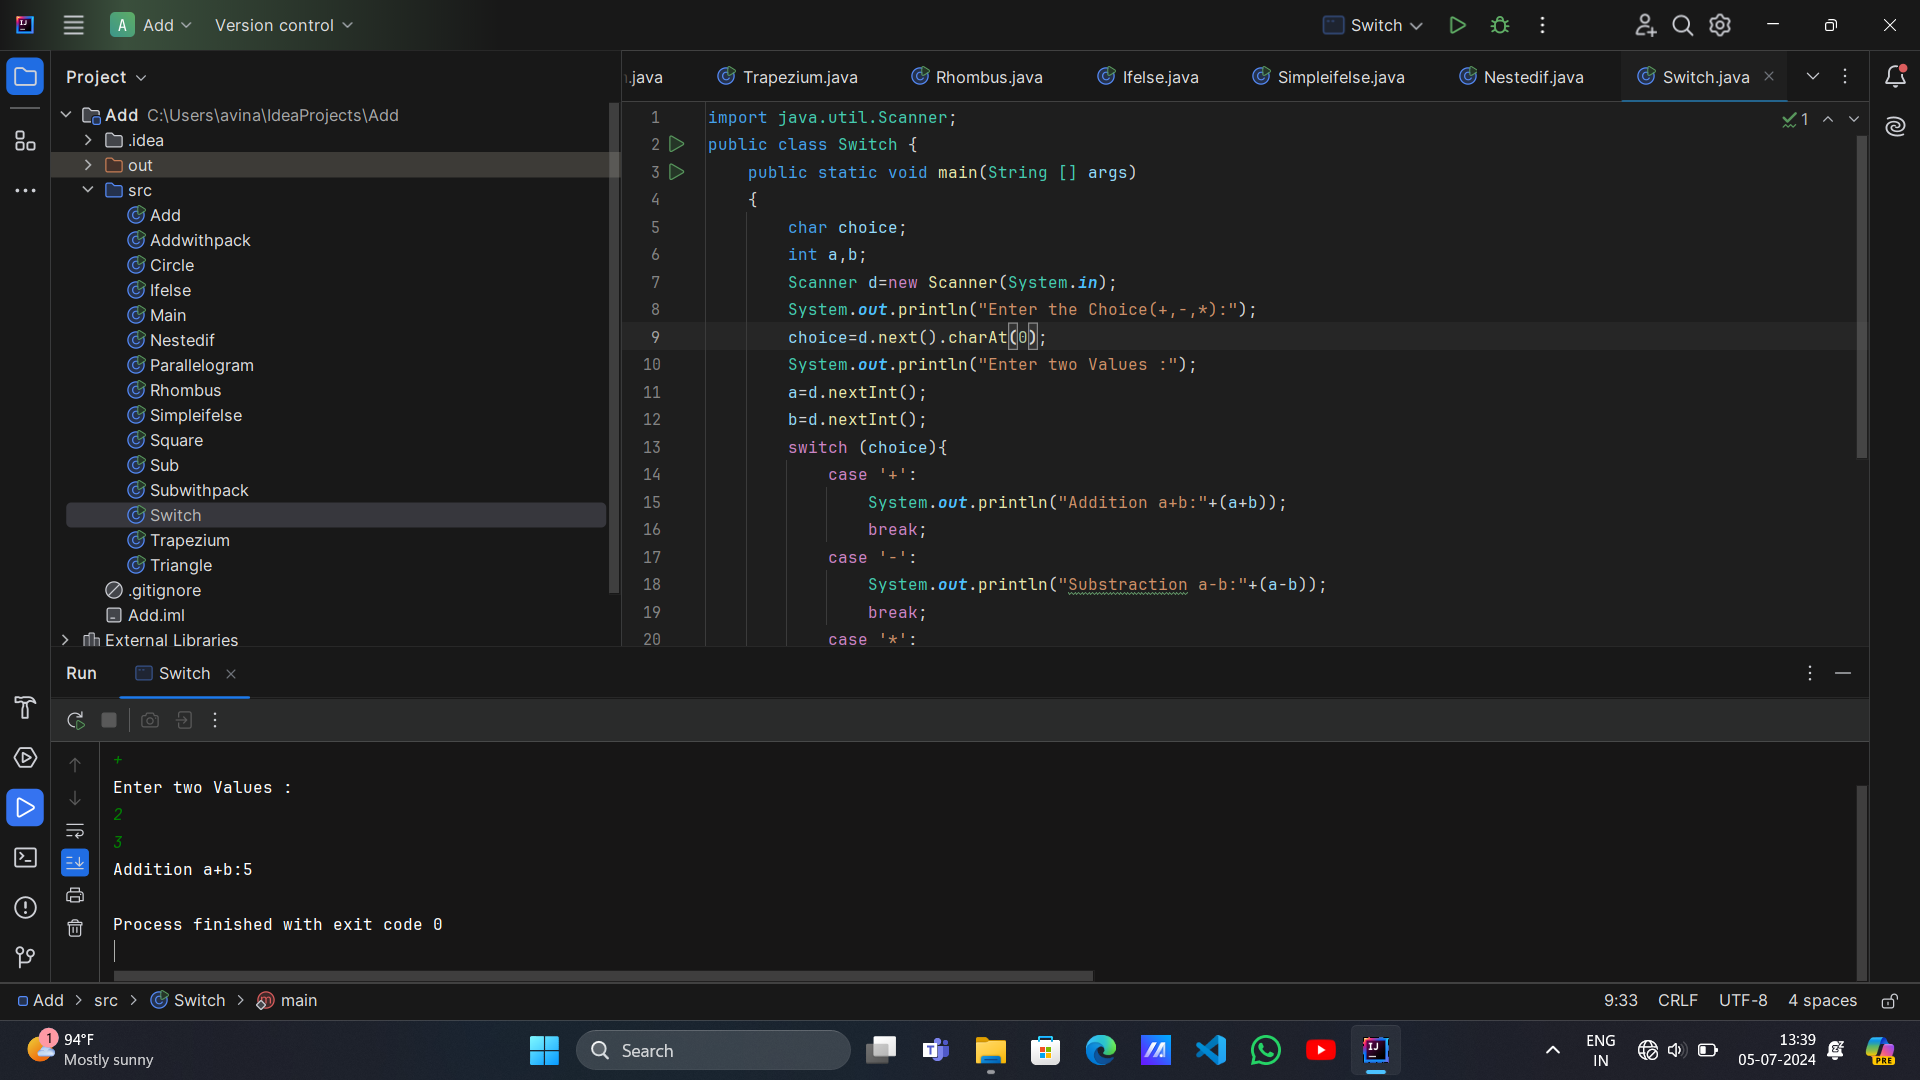 A Add Version control Switch
Project
.java Trapezium.java Rhombus.java Ifelse.java Simpleifelse.java Nestedif.java Switch.java
Add C:\Users\avina\IdeaProjects\Add
.idea
out
src
Add
Addwithpack
Circle
Ifelse
Main
Nestedif
Parallelogram
Rhombus
Simpleifelse
Square
Sub
Subwithpack
Switch
Trapezium
Triangle
.gitignore
Add.iml
External Libraries
1 import java.util.Scanner;
2 public class Switch {
3 public static void main(String [] args)
4 {
5 char choice;
6 int a,b;
7 Scanner d=new Scanner(System.in);
8 System.out.println("Enter the Choice(+,-,*):");
9 choice=d.next().charAt(0);
10 System.out.println("Enter two Values :");
11 a=d.nextInt();
12 b=d.nextInt();
13 switch (choice){
14 case '+':
15 System.out.println("Addition a+b:"+(a+b));
16 break;
17 case '-':
18 System.out.println("Substraction a-b:"+(a-b));
19 break;
20 case '*':
1
Run Switch
+
Enter two Values :
2
3
Addition a+b:5
Process finished with exit code 0
Add > src > Switch > main 9:33 CRLF UTF-8 4 spaces
1 94°F
Mostly sunny
Search
ENG
IN
13:39
05-07-2024
PRE